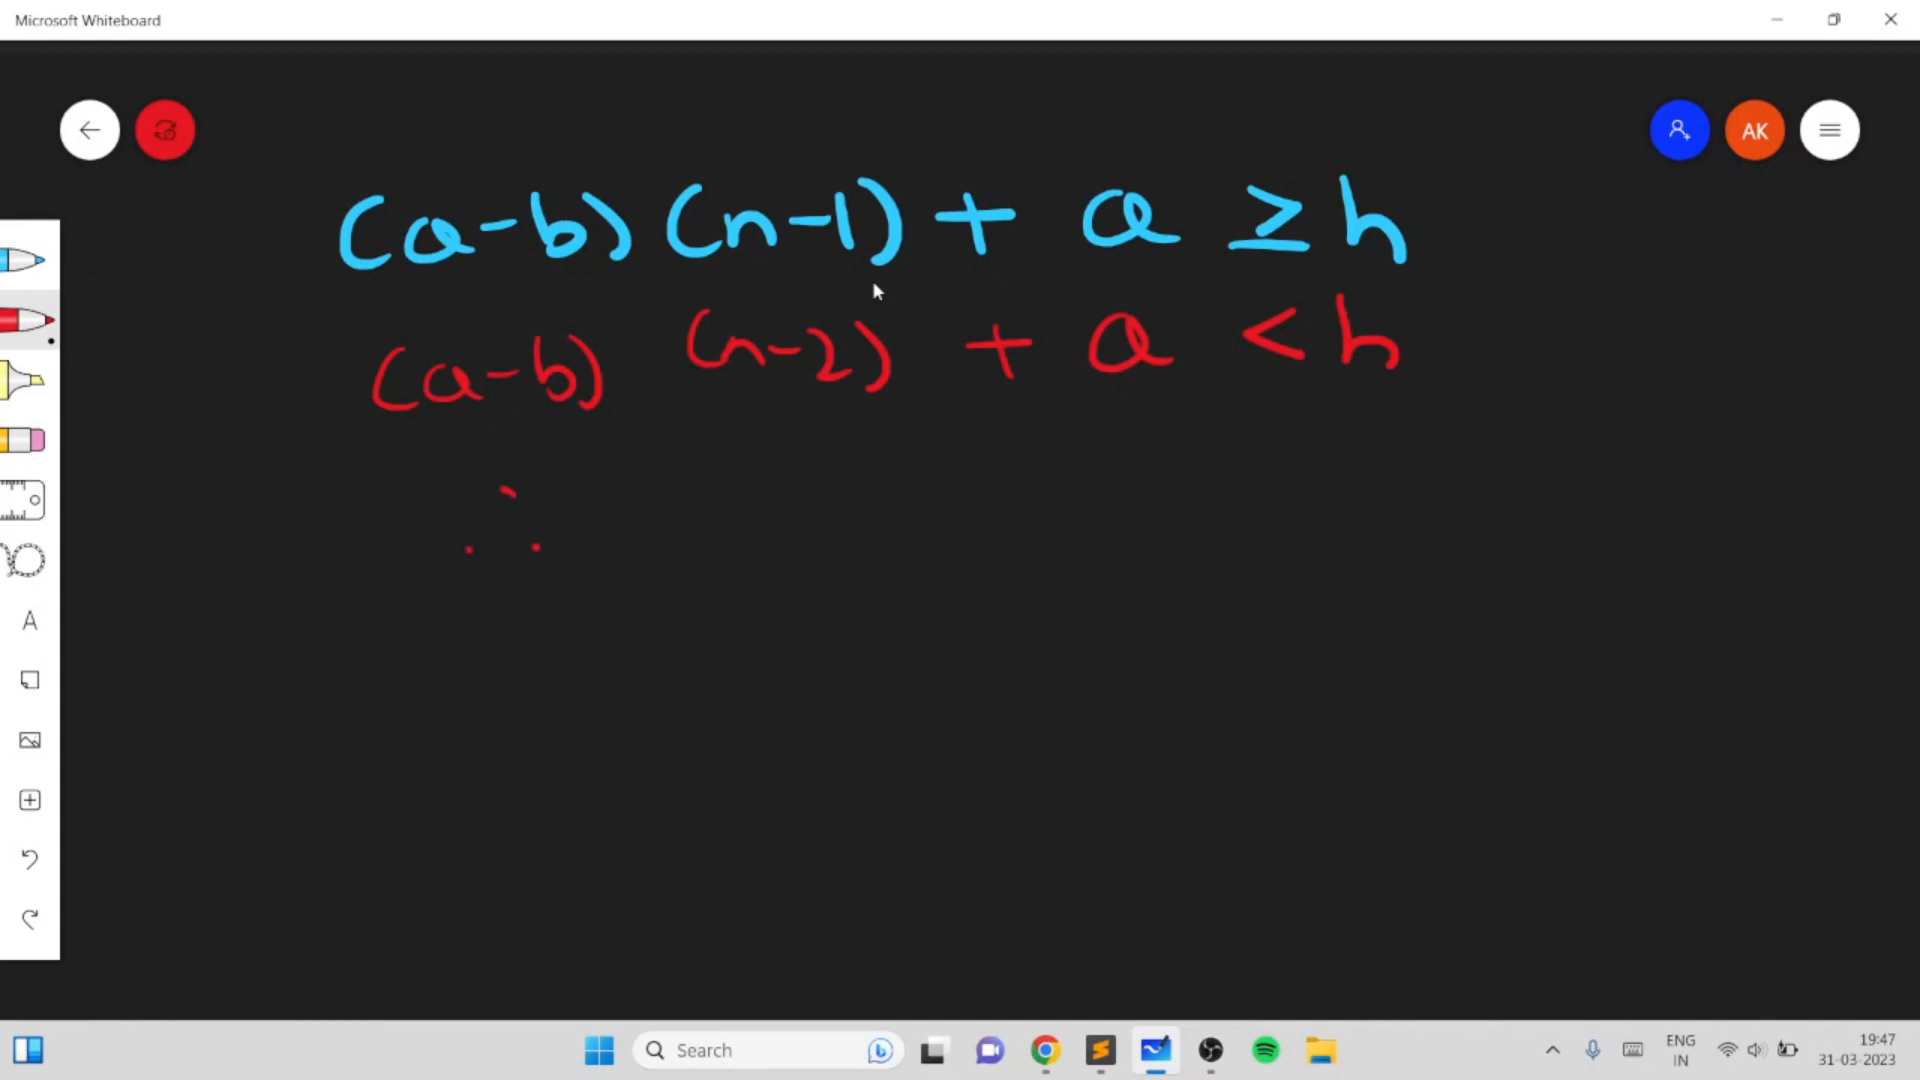 Microsoft Whiteboard
AK
(a-b)(n-1) + a ≥ h
(a-b) (n-2) + a < h
∴
A
Search
ENG
IN
19:47
31-03-2023